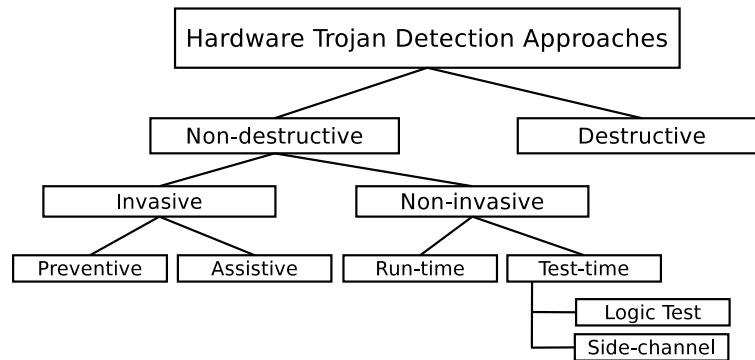 Hardware Trojan Detection Approaches
Non-destructive
Destructive
Invasive
Non-invasive
Preventive
Assistive
Run-time
Test-time
Logic Test
Side-channel